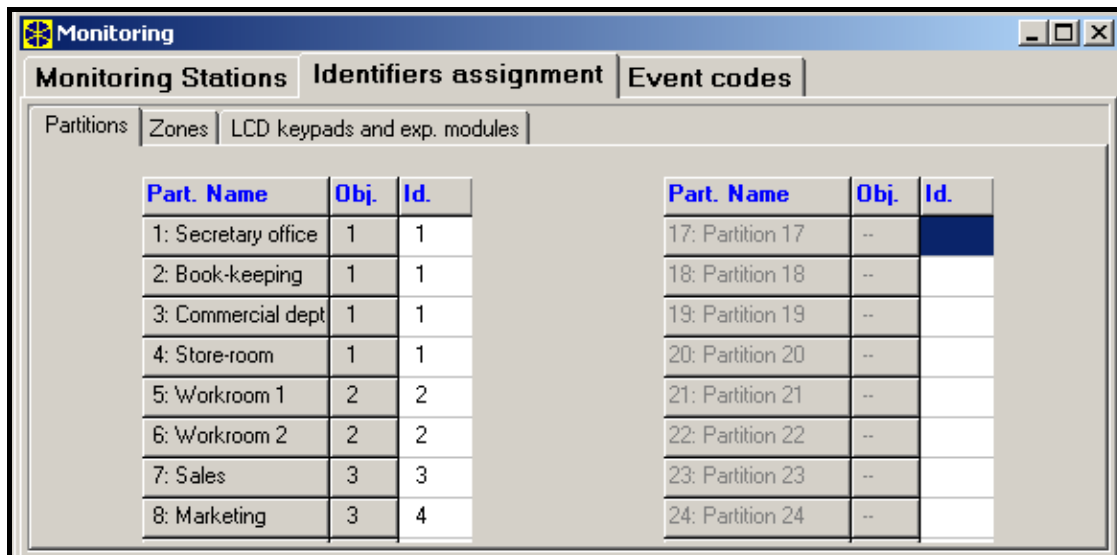 Monitoring
Monitoring Stations Identifiers assignment Event codes
Partitions Zones LCD keypads and exp. modules
Part. Name Obj. Id. Part. Name Obj. Id.
1: Secretary office 1 1 17: Partition 17 --
2: Book-keeping 1 1 18: Partition 18 --
3: Commercial dept 1 1 19: Partition 19 --
4: Store-room 1 1 20: Partition 20 --
5: Workroom 1 2 2 21: Partition 21 --
6: Workroom 2 2 2 22: Partition 22 --
7: Sales 3 3 23: Partition 23 --
8: Marketing 3 4 24: Partition 24 --